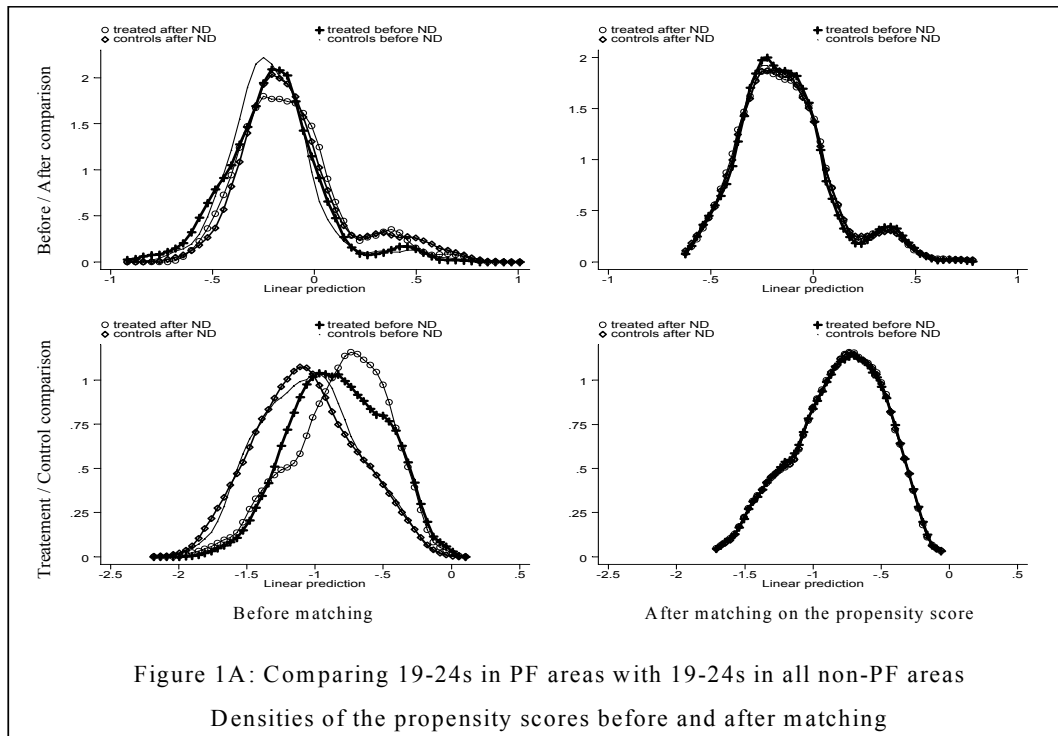 treated after ND treated before ND
controls after ND controls before ND
Before / After comparison
2
1.5
1
.5
0
-1 -.5 0 .5 1
Linear prediction
treated after ND treated before ND
controls after ND controls before ND
2
1.5
1
.5
0
-1 -.5 0 .5 1
Linear prediction
treated after ND treated before ND
controls after ND controls before ND
Treatement / Control comparison
1
.75
.5
.25
0
-2.5 -2 -1.5 -1 -.5 0 .5
Linear prediction
Before matching
treated after ND treated before ND
controls after ND controls before ND
1
.75
.5
.25
0
-2.5 -2 -1.5 -1 -.5 0 .5
Linear prediction
After matching on the propensity score
Figure 1A: Comparing 19-24s in PF areas with 19-24s in all non-PF areas
Densities of the propensity scores before and after matching